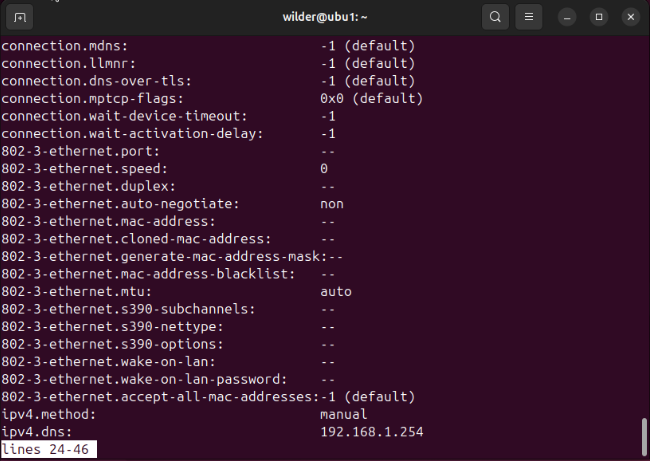 wilder@ubu1: ~
connection.mdns: -1 (default)
connection.llmnr: -1 (default)
connection.dns-over-tls: -1 (default)
connection.mptcp-flags: 0x0 (default)
connection.wait-device-timeout: -1
connection.wait-activation-delay: -1
802-3-ethernet.port: --
802-3-ethernet.speed: 0
802-3-ethernet.duplex: --
802-3-ethernet.auto-negotiate: non
802-3-ethernet.mac-address: --
802-3-ethernet.cloned-mac-address: --
802-3-ethernet.generate-mac-address-mask:--
802-3-ethernet.mac-address-blacklist: --
802-3-ethernet.mtu: auto
802-3-ethernet.s390-subchannels: --
802-3-ethernet.s390-nettype: --
802-3-ethernet.s390-options: --
802-3-ethernet.wake-on-lan: --
802-3-ethernet.wake-on-lan-password: --
802-3-ethernet.accept-all-mac-addresses:-1 (default)
ipv4.method: manual
ipv4.dns: 192.168.1.254
lines 24-46